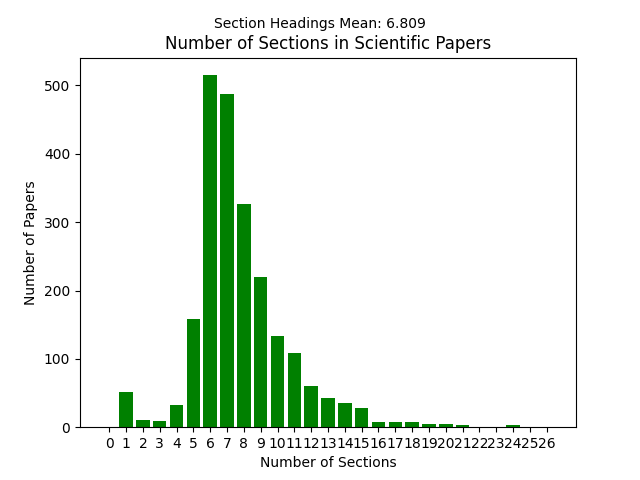 Section Headings Mean: 6.809
Number of Sections in Scientific Papers
Number of Papers
500
400
300
200
100
0
0 1 2 3 4 5 6 7 8 9 10 11 12 13 14 15 16 17 18 19 20 21 22 23 24 25 26
Number of Sections